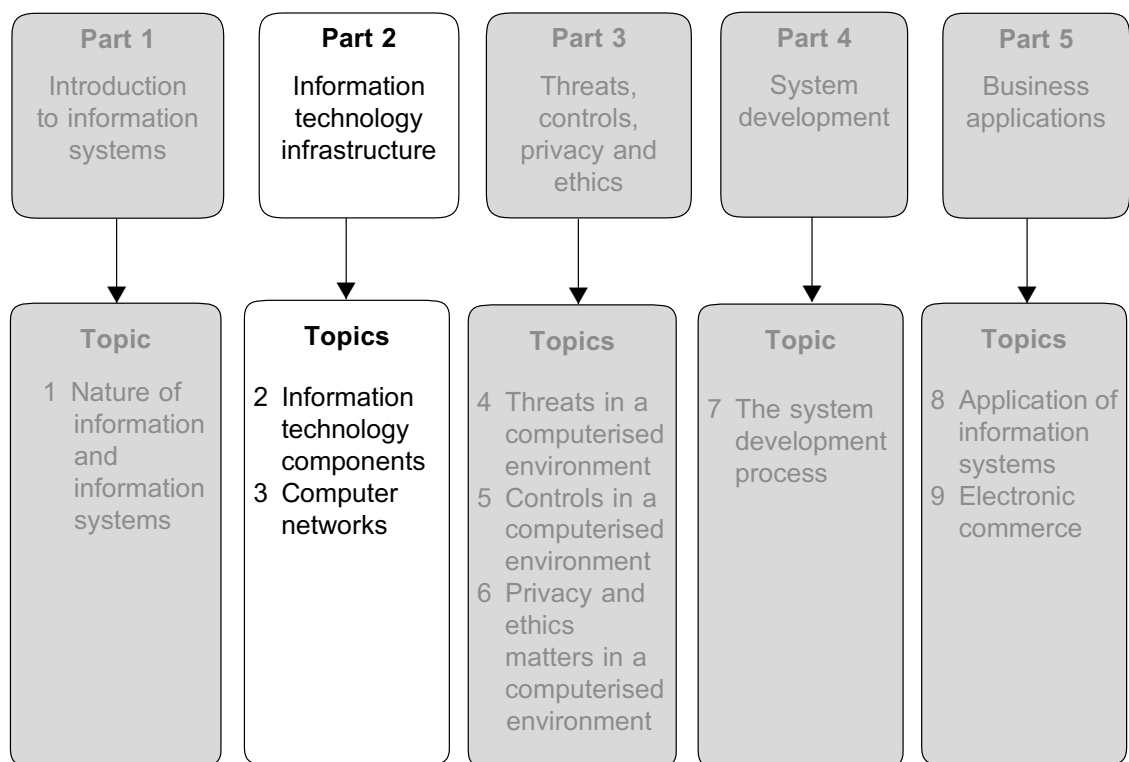 Part 1
Introduction
to information
systems
Part 2
Information
technology
infrastructure
Part 3
Threats,
controls,
privacy and
ethics
Part 4
System
development
Part 5
Business
applications
Topic
1 Nature of
information
and
information
systems
Topics
2 Information
technology
components
3 Computer
networks
Topics
4 Threats in a
computerised
environment
5 Controls in a
computerised
environment
6 Privacy and
ethics
matters in a
computerised
environment
Topic
7 The system
development
process
Topics
8 Application of
information
systems
9 Electronic
commerce